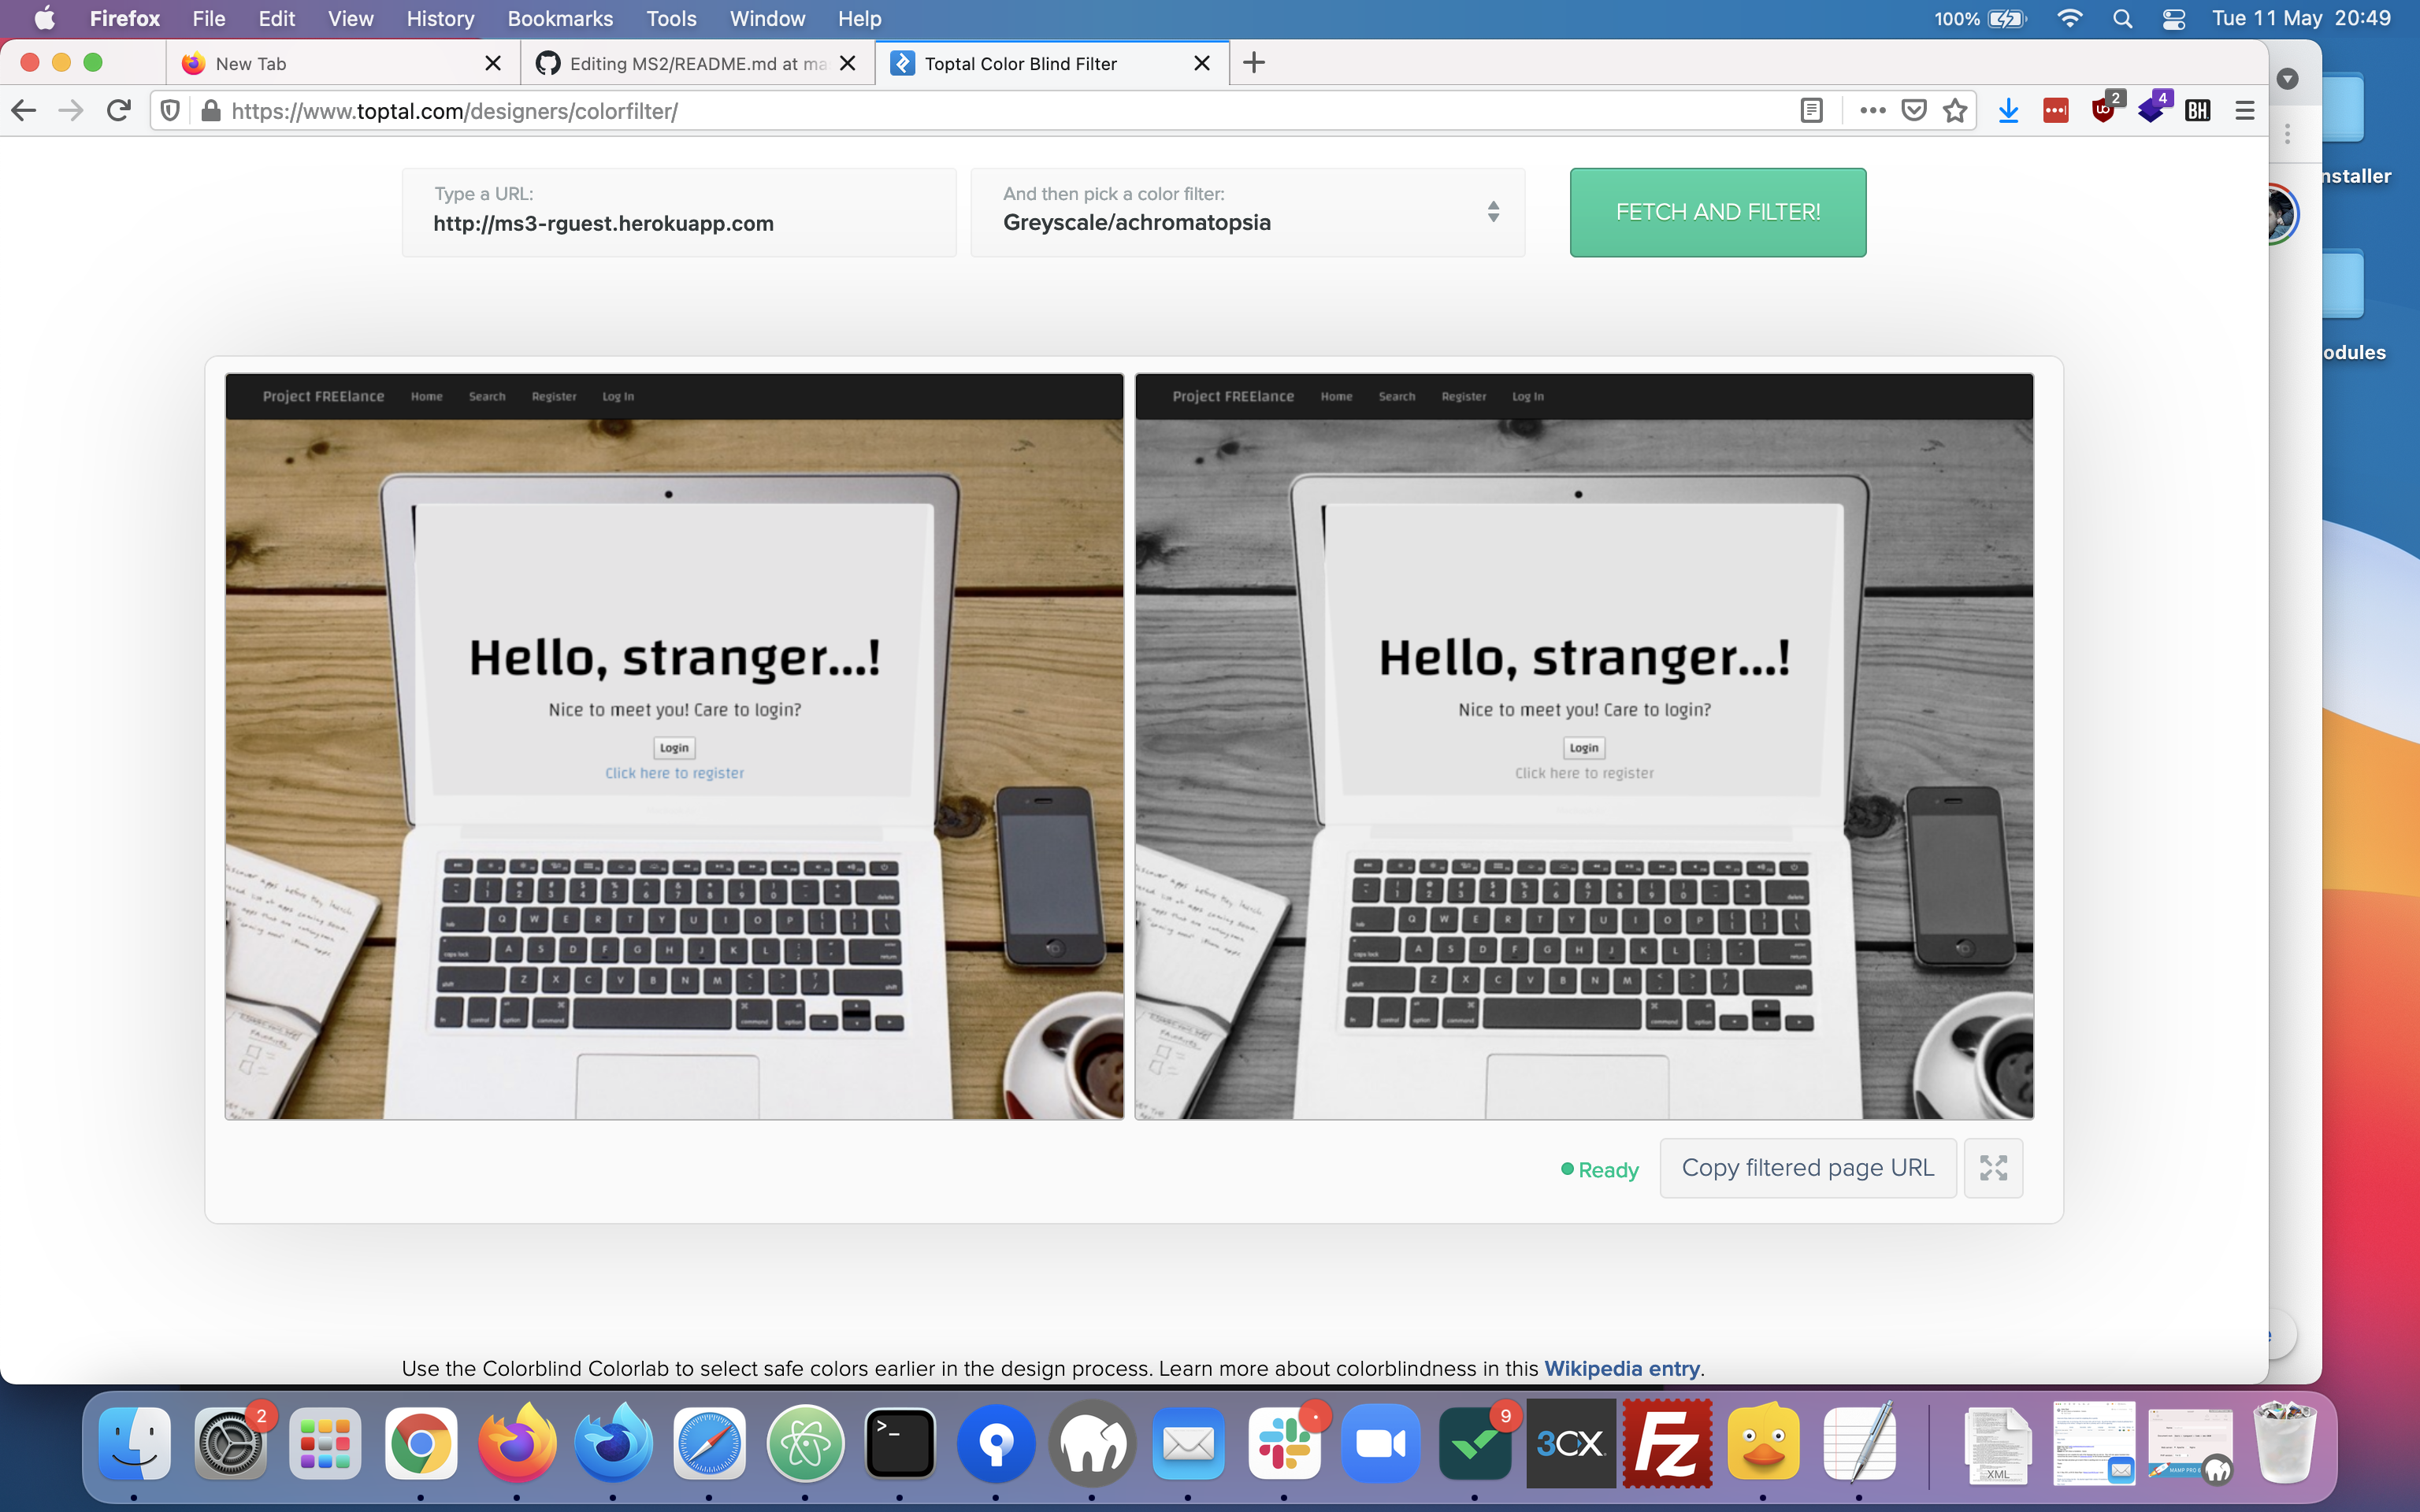 Firefox File Edit View History Bookmarks Tools Window Help 100% Tue 11 May 20:49
New Tab
Editing MS2/README.md at ma
Toptal Color Blind Filter
https://www.toptal.com/designers/colorfilter/
2
4
BH
nstaller
odules
Type a URL:
http://ms3-rguest.herokuapp.com
And then pick a color filter:
Greyscale/achromatopsia
FETCH AND FILTER!
Project FREElance Home Search Register Log In
Hello, stranger...!
Nice to meet you! Care to login?
Login
Click here to register
Q W E R T Y U I O P
A S D F G H J K L
Z X C V B N M
Project FREElance Home Search Register Log In
Hello, stranger...!
Nice to meet you! Care to login?
Login
Click here to register
Q W E R T Y U I O P
A S D F G H J K L
Z X C V B N M
Ready
Copy filtered page URL
Use the Colorblind Colorlab to select safe colors earlier in the design process. Learn more about colorblindness in this Wikipedia entry.
2
9
3CX
Fz
XML
MAMP PRO